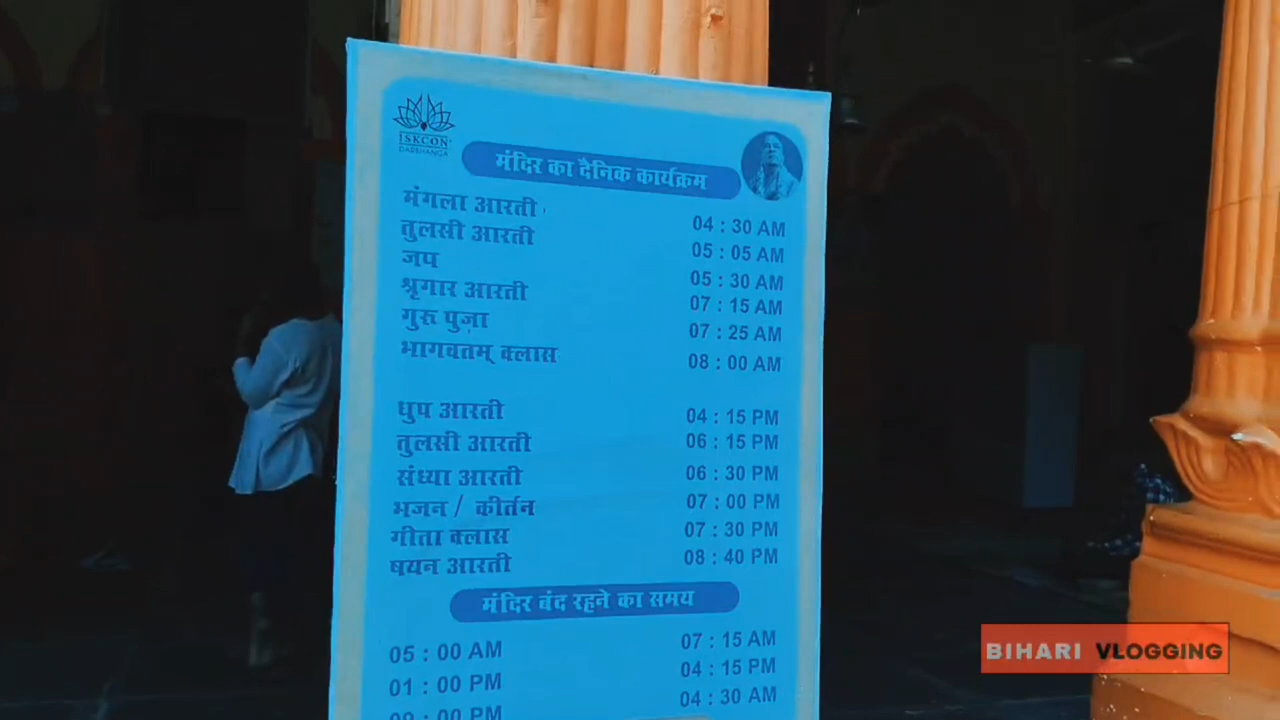 ISKCON
DARBHANGA
मंदिर का दैनिक कार्यक्रम
मंगला आरती 04 : 30 AM
तुलसी आरती 05 : 05 AM
जप 05 : 30 AM
श्रृगार आरती 07 : 15 AM
गुरू पुजा 07 : 25 AM
भागवतम् क्लास 08 : 00 AM
धुप आरती 04 : 15 PM
तुलसी आरती 06 : 15 PM
संध्या आरती 06 : 30 PM
भजन / कीर्तन 07 : 00 PM
गीता क्लास 07 : 30 PM
षयन आरती 08 : 40 PM
मंदिर बंद रहने का समय
05 : 00 AM 07 : 15 AM
01 : 00 PM 04 : 15 PM
00 PM 04 : 30 AM
BIHARI VLOGGING